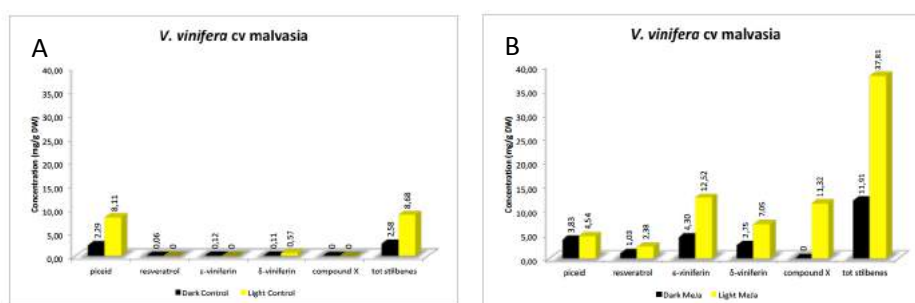 A
V. vinifera cv malvasia
Concentration (mg/g DW)
40,00
35,00
30,00
25,00
20,00
15,00
10,00
5,00
0,00
2,29
8,11
0,06
0
0,12
0
0,11
0,57
0
0
2,58
8,68
piceid
resveratrol
ε-viniferin
δ-viniferin
compound X
tot stilbenes
Dark Control
Light Control
B
V. vinifera cv malvasia
Concentration (mg/g DW)
40,00
35,00
30,00
25,00
20,00
15,00
10,00
5,00
0,00
3,83
4,54
1,03
2,38
4,30
12,52
2,75
7,05
0
11,32
11,91
37,81
piceid
resveratrol
ε-viniferin
δ-viniferin
compound X
tot stilbenes
Dark MeJa
Light MeJa